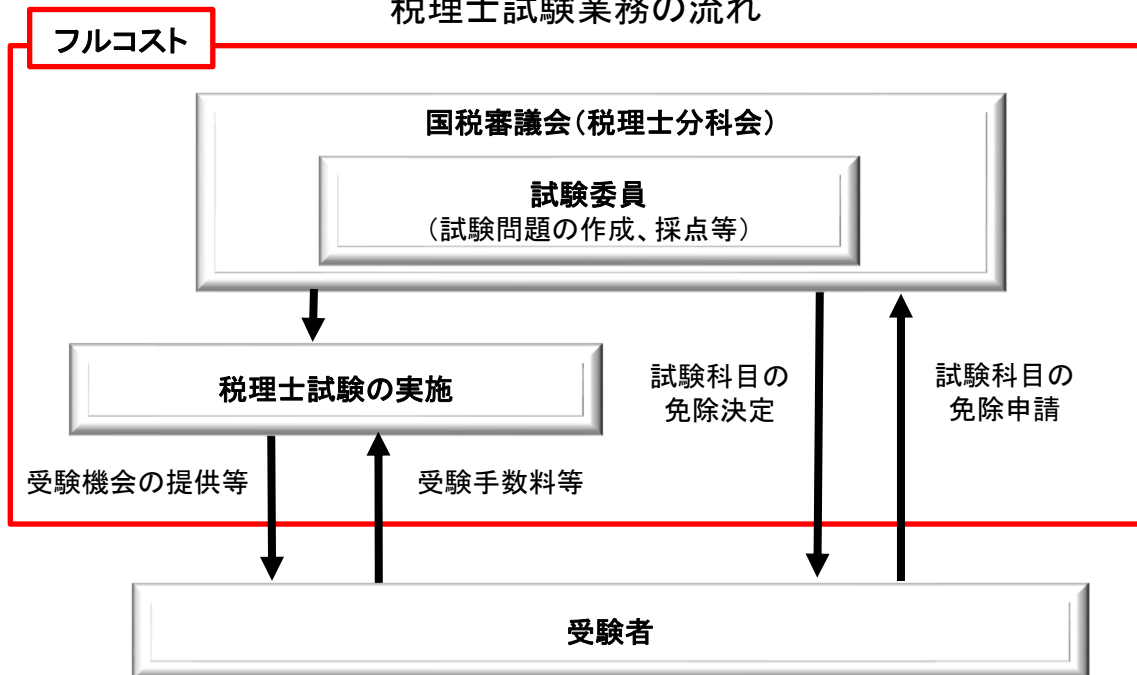 税理士試験業務の流れ
フルコスト
国税審議会（税理士分科会）
試験委員
（試験問題の作成、採点等）
税理士試験の実施
試験科目の
免除決定
試験科目の
免除申請
受験機会の提供等
受験手数料等
受験者